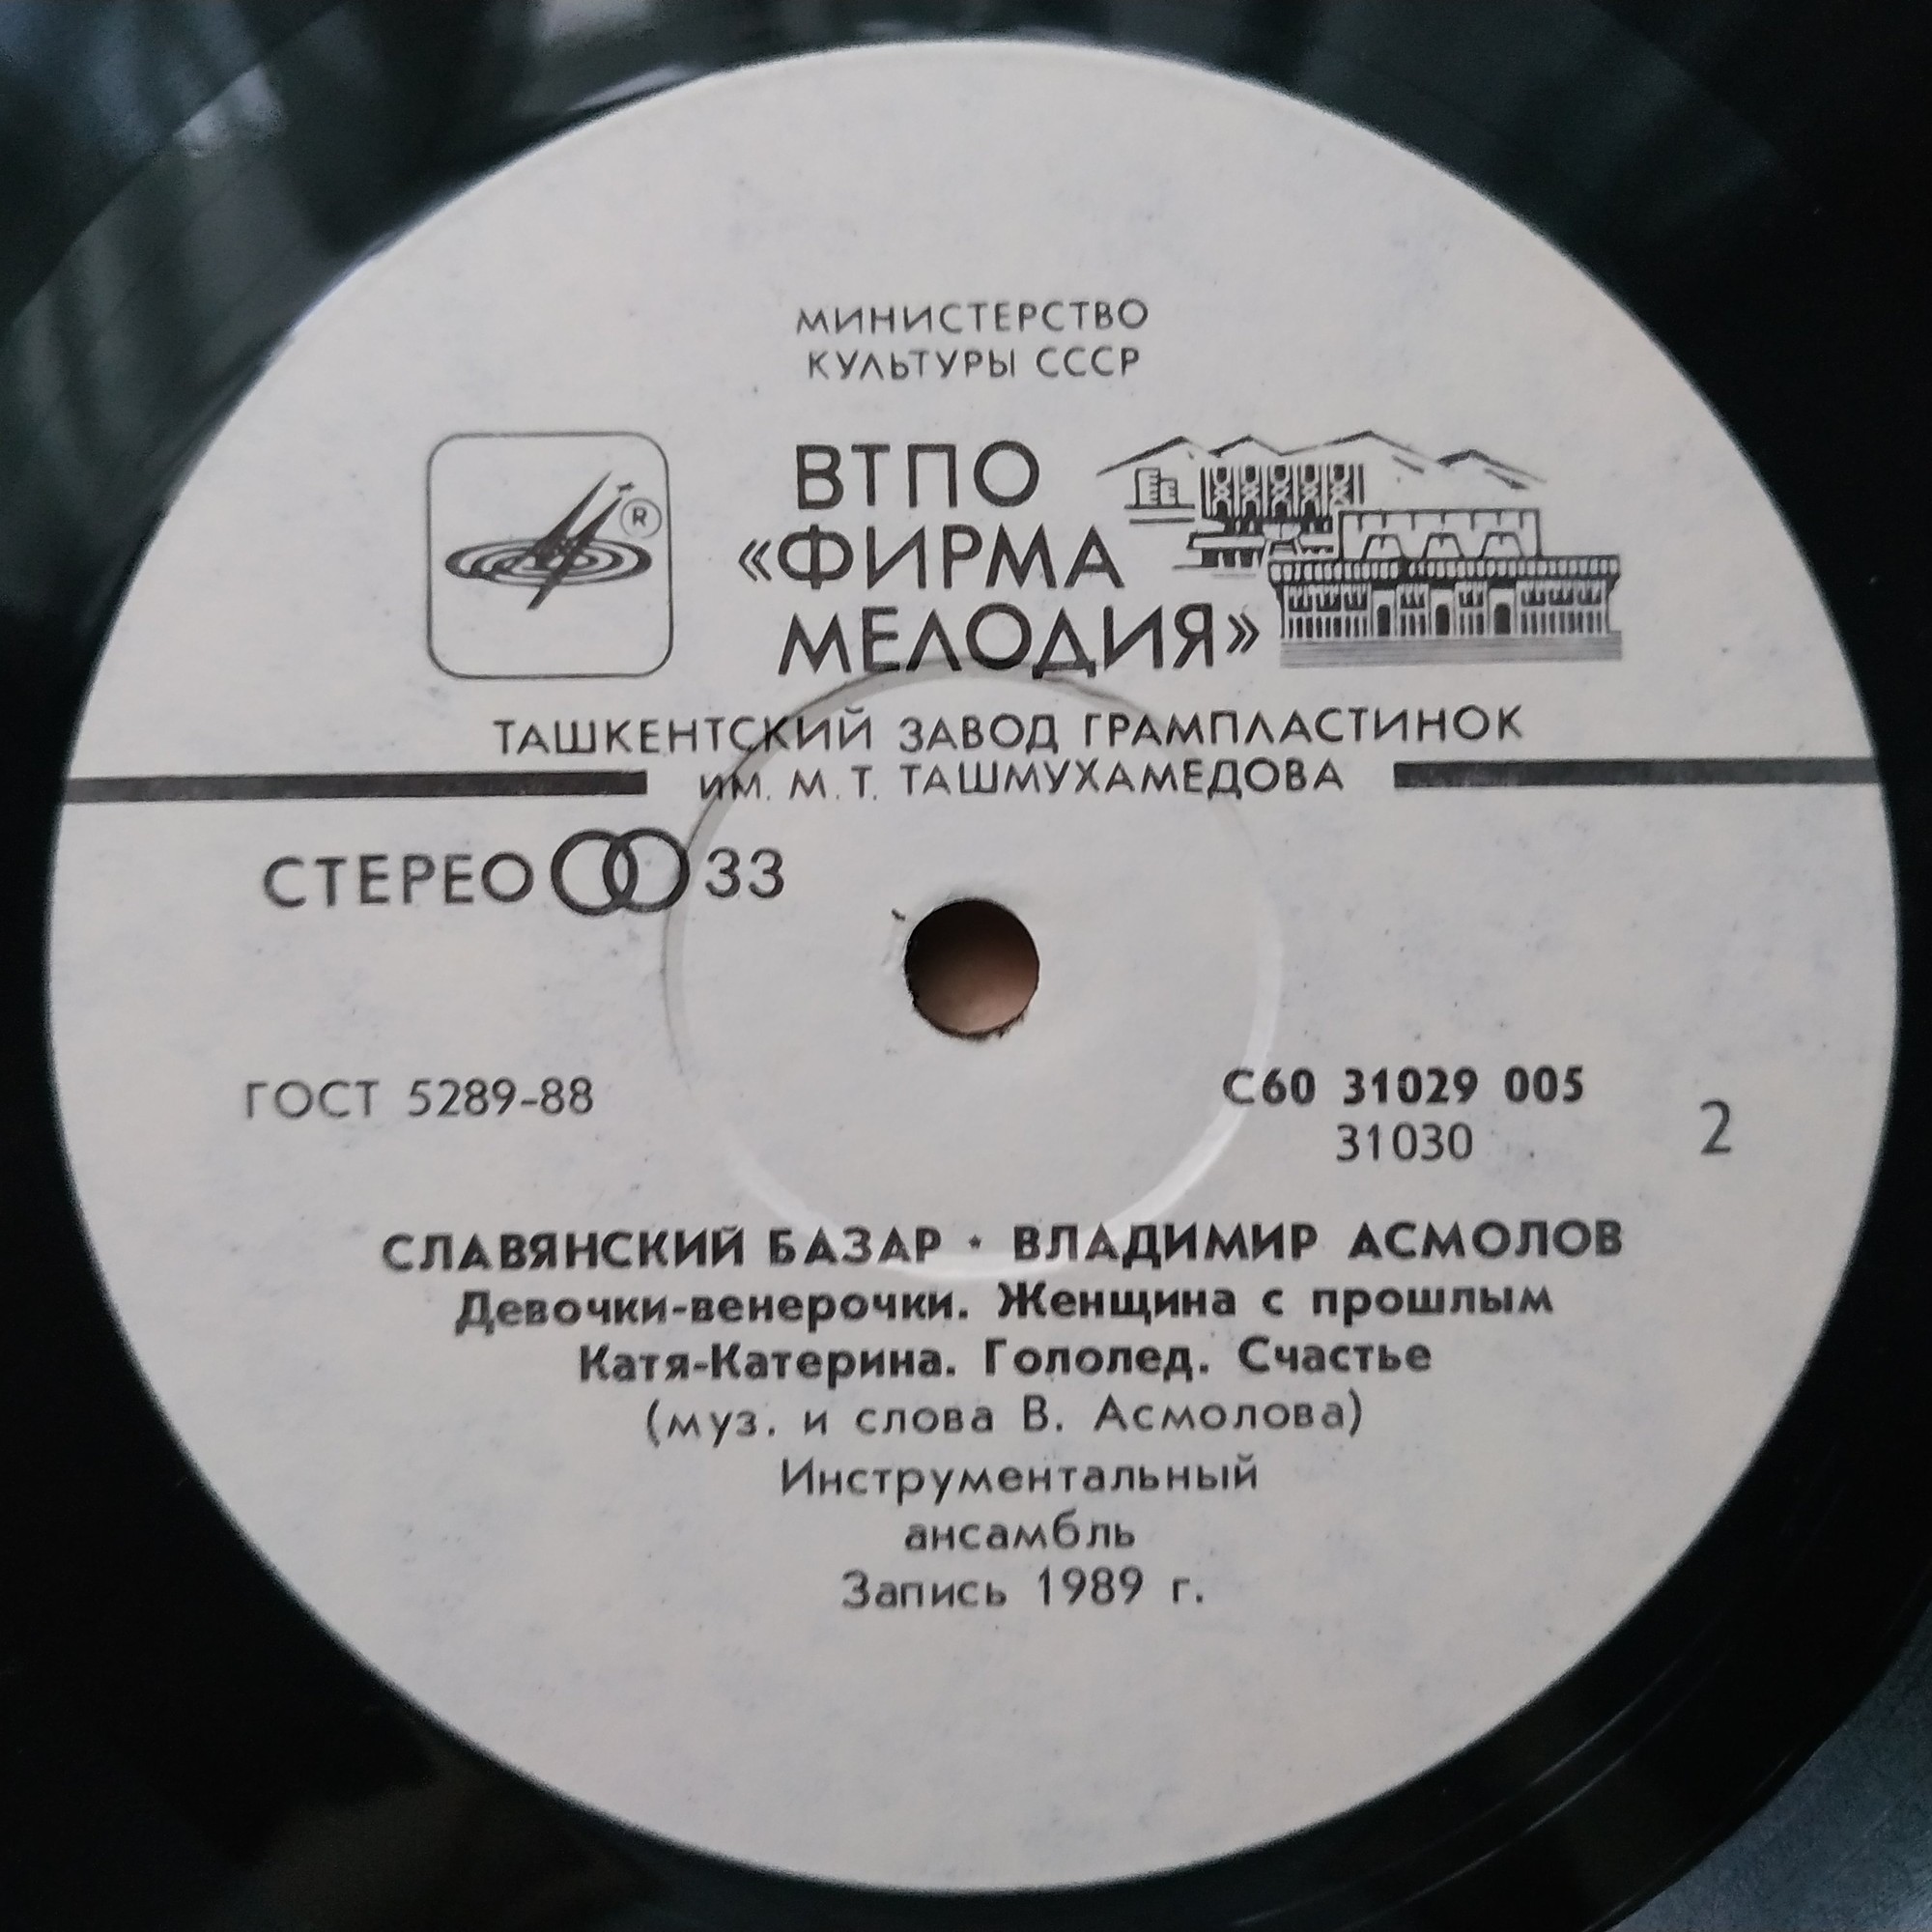 МИНИСТЕРСТВО
КУЛЬТУРЫ СССР
ВТПО
«ФИРМА
МЕЛОДИЯ»
®
ТАШКЕНТСКИЙ ЗАВОД ГРАМПЛАСТИНОК
ИМ. М. Т. ТАШМУХАМЕДОВА
СТЕРЕО 33
ГОСТ 5289-88
С60 31029 005
31030
2
СЛАВЯНСКИЙ БАЗАР • ВЛАДИМИР АСМОЛОВ
Девочки-венерочки. Женщина с прошлым
Катя-Катерина. Гололед. Счастье
(муз. и слова В. Асмолова)
Инструментальный
ансамбль
Запись 1989 г.